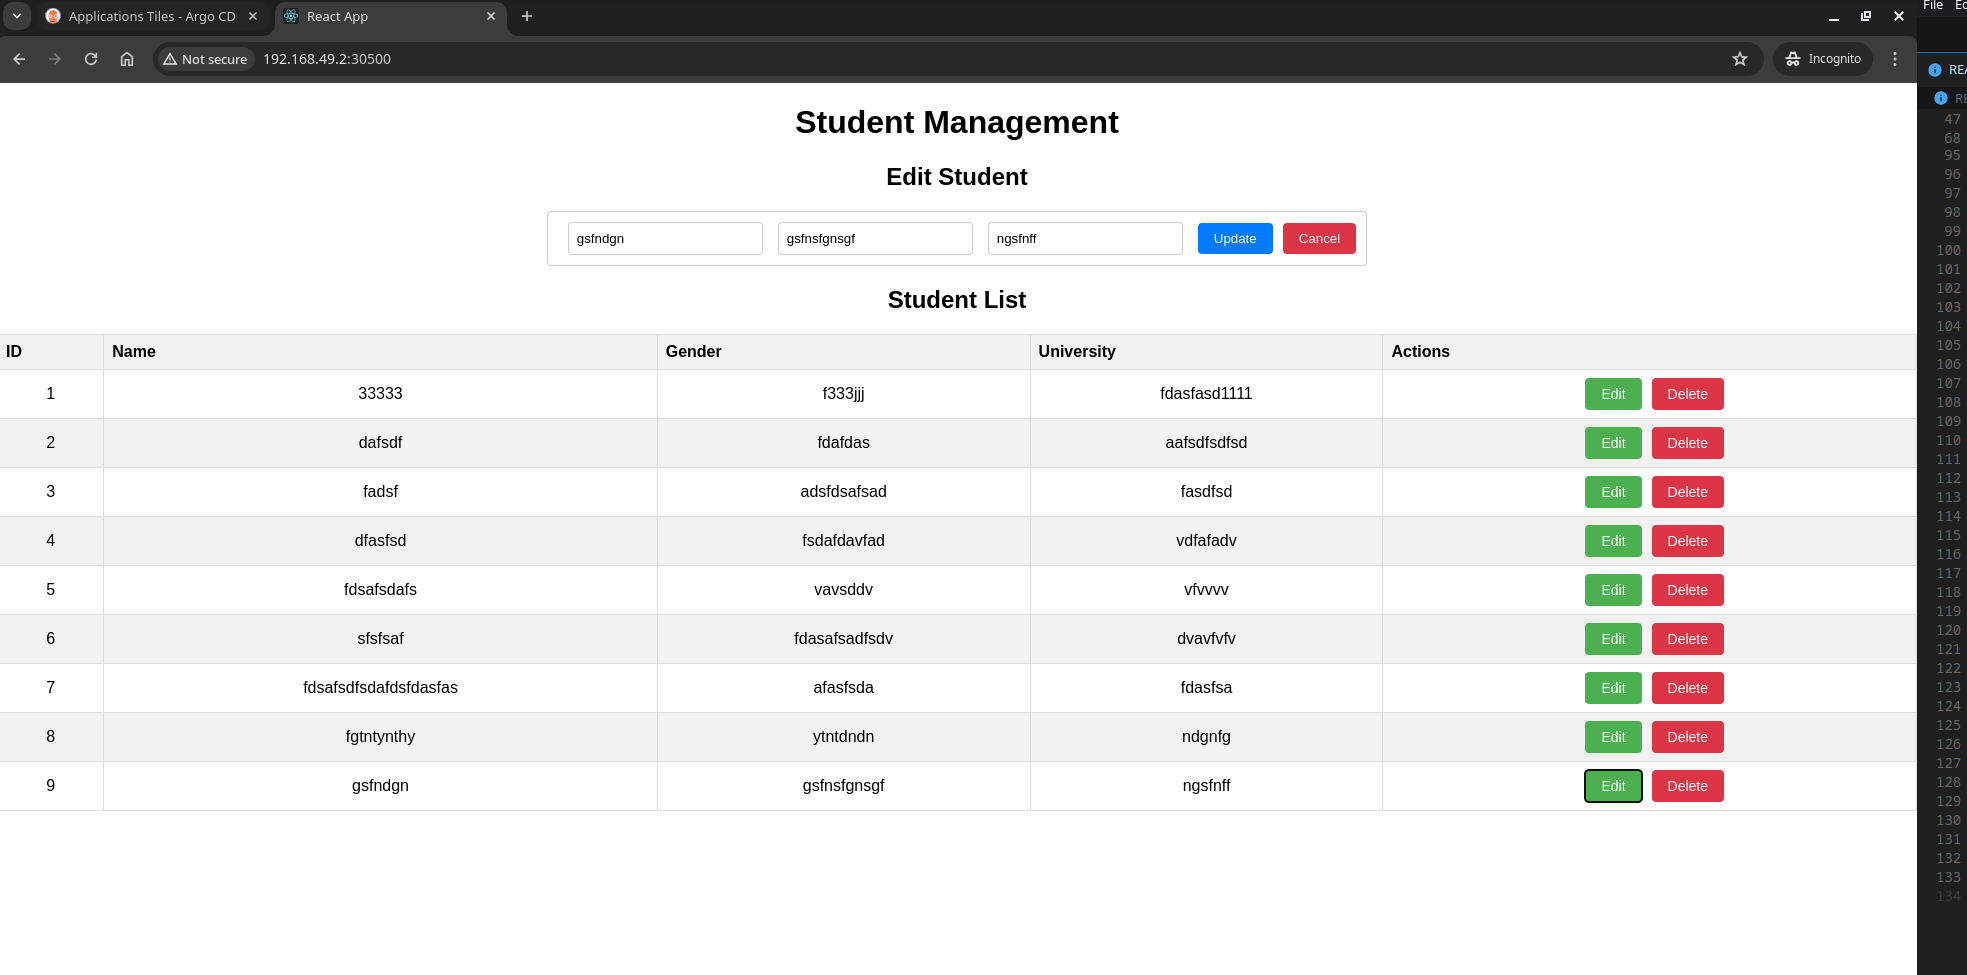 Applications Tiles - Argo CD
React App
File
Not secure 192.168.49.2:30500 Incognito
Student Management
Edit Student
gsfndgn gsfnsfgnsgf ngsfnff Update Cancel
Student List
ID Name Gender University Actions
1 33333 f333jjj fdasfasd1111 Edit Delete
2 dafsdf fdafdas aafsdfsdfsd Edit Delete
3 fadsf adsfdsafsad fasdfsd Edit Delete
4 dfasfsd fsdafdavfad vdfafadv Edit Delete
5 fdsafsdafs vavsddv vfvvvv Edit Delete
6 sfsfsaf fdasafsadfsdv dvavfvfv Edit Delete
7 fdsafsdfsdafdsfdasfas afasfsda fdasfsa Edit Delete
8 fgtntynthy ytntdndn ndgnfg Edit Delete
9 gsfndgn gsfnsfgnsgf ngsfnff Edit Delete
47
68
95
96
97
98
99
100
101
102
103
104
105
106
107
108
109
110
111
112
113
114
115
116
117
118
119
120
121
122
123
124
125
126
127
128
129
130
131
132
133
134